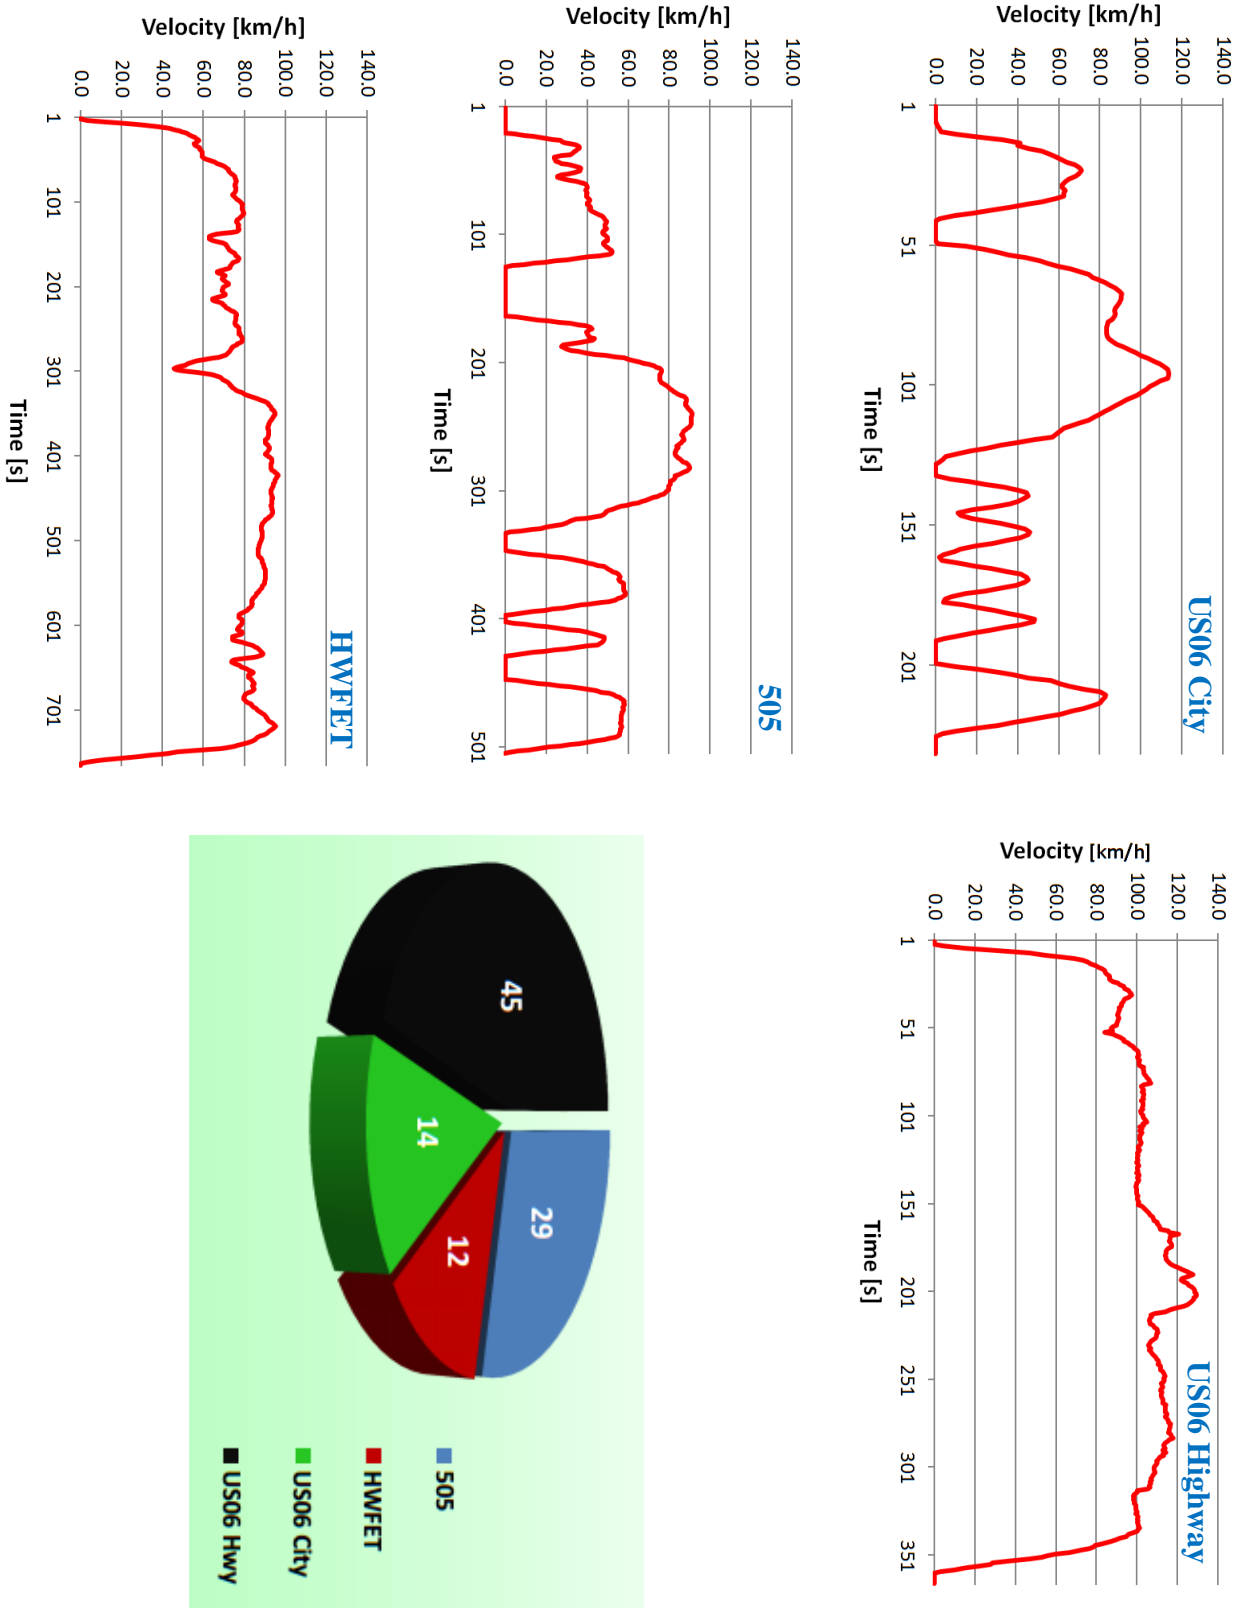 US06 City
Velocity [km/h]
140.0
120.0
100.0
80.0
60.0
40.0
20.0
0.0
1 51 101 151 201
Time [s]
US06 Highway
Velocity [km/h]
140.0
120.0
100.0
80.0
60.0
40.0
20.0
0.0
1 51 101 151 201 251 301 351
Time [s]
505
Velocity [km/h]
140.0
120.0
100.0
80.0
60.0
40.0
20.0
0.0
1 101 201 301 401 501
Time [s]
HWFET
Velocity [km/h]
140.0
120.0
100.0
80.0
60.0
40.0
20.0
0.0
1 101 201 301 401 501 601 701
Time [s]
45
29
14
12
505
HWFET
US06 City
US06 Hwy